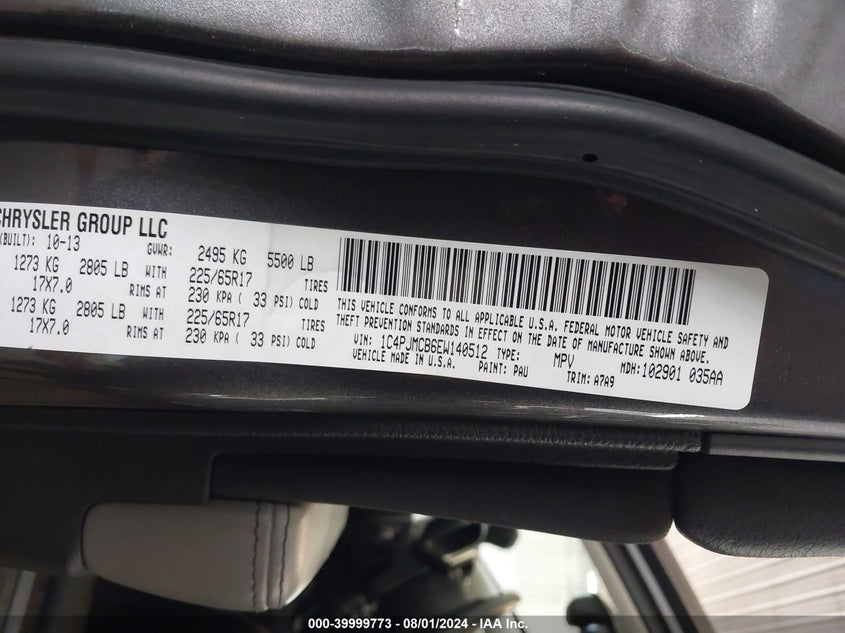 CHRYSLER GROUP LLC
(BUILT): 10-13 GVWR: 2495 KG 5500 LB
1273 KG 2805 LB WITH 225/65R17 TIRES
17X7.0 RIMS AT 230 KPA ( 33 PSI) COLD
1273 KG 2805 LB WITH 225/65R17 TIRES
17X7.0 RIMS AT 230 KPA ( 33 PSI) COLD
THIS VEHICLE CONFORMS TO ALL APPLICABLE U.S.A. FEDERAL MOTOR VEHICLE SAFETY AND
THEFT PREVENTION STANDARDS IN EFFECT ON THE DATE OF MANUFACTURE SHOWN ABOVE.
VIN: 1C4PJMCB6EW140512 TYPE: MPV MDH: 102901 035AA
VEHICLE MADE IN U.S.A. PAINT: PAU TRIM: A7A9
000-39999773 - 08/01/2024 - IAA Inc.